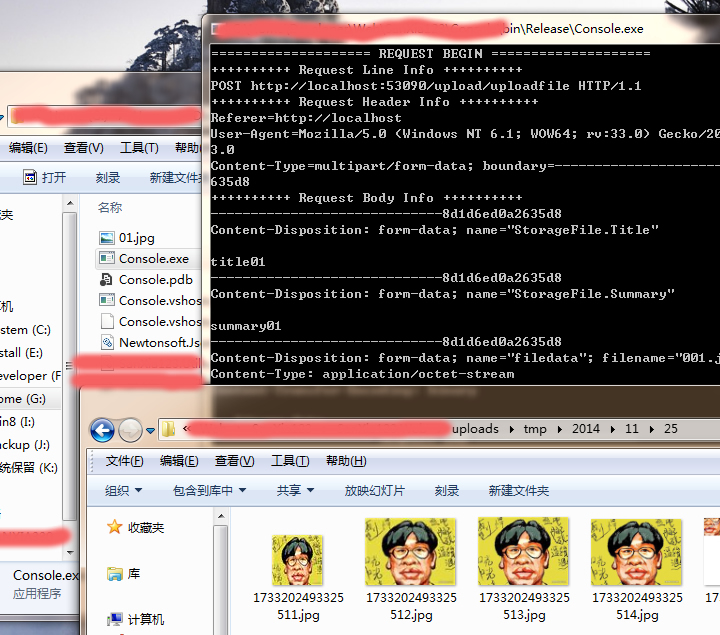 bin\Release\Console.exe
==================== REQUEST BEGIN ====================
++++++++++ Request Line Info ++++++++++
POST http://localhost:53090/upload/uploadfile HTTP/1.1
++++++++++ Request Header Info ++++++++++
Referer=http://localhost
User-Agent=Mozilla/5.0 (Windows NT 6.1; WOW64; rv:33.0) Gecko/20
3.0
Content-Type=multipart/form-data; boundary=-----------------
635d8
++++++++++ Request Body Info ++++++++++
-----------------------------8d1d6ed0a2635d8
Content-Disposition: form-data; name="StorageFile.Title"
title01
-----------------------------8d1d6ed0a2635d8
Content-Disposition: form-data; name="StorageFile.Summary"
summary01
-----------------------------8d1d6ed0a2635d8
Content-Disposition: form-data; name="filedata"; filename="001.j
Content-Type: application/octet-stream
编辑(E) 查看(V) 工具(T) 帮助
打开 刻录 新建文件夹
夹 名称
01.jpg
Console.exe
Console.pdb
Console.vshos
Console.vshos
Newtonsoft.Js
机
stem (C:)
stall (E:)
eveloper (F
ome (G:)
in8 (I:)
ackup (J:)
统保留 (K:)
Console.exe
应用程序
uploads tmp 2014 11 25
文件(F) 编辑(E) 查看(V) 工具(T) 帮助(H)
组织 包含到库中 共享 放映幻灯片 刻录 新建文件夹
收藏夹
库
计算机
1733202493325 1733202493325 1733202493325 1733202493325 17
511.jpg 512.jpg 513.jpg 514.jpg